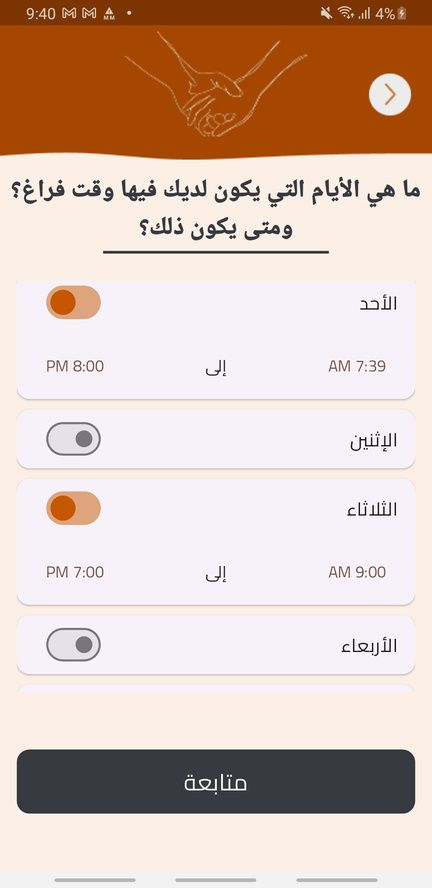 9:40
4%
ما هي الأيام التي يكون لديك فيها وقت فراغ؟
ومتى يكون ذلك؟
الأحد
AM 7:39 إلى PM 8:00
الإثنين
الثلاثاء
AM 9:00 إلى PM 7:00
الأربعاء
متابعة